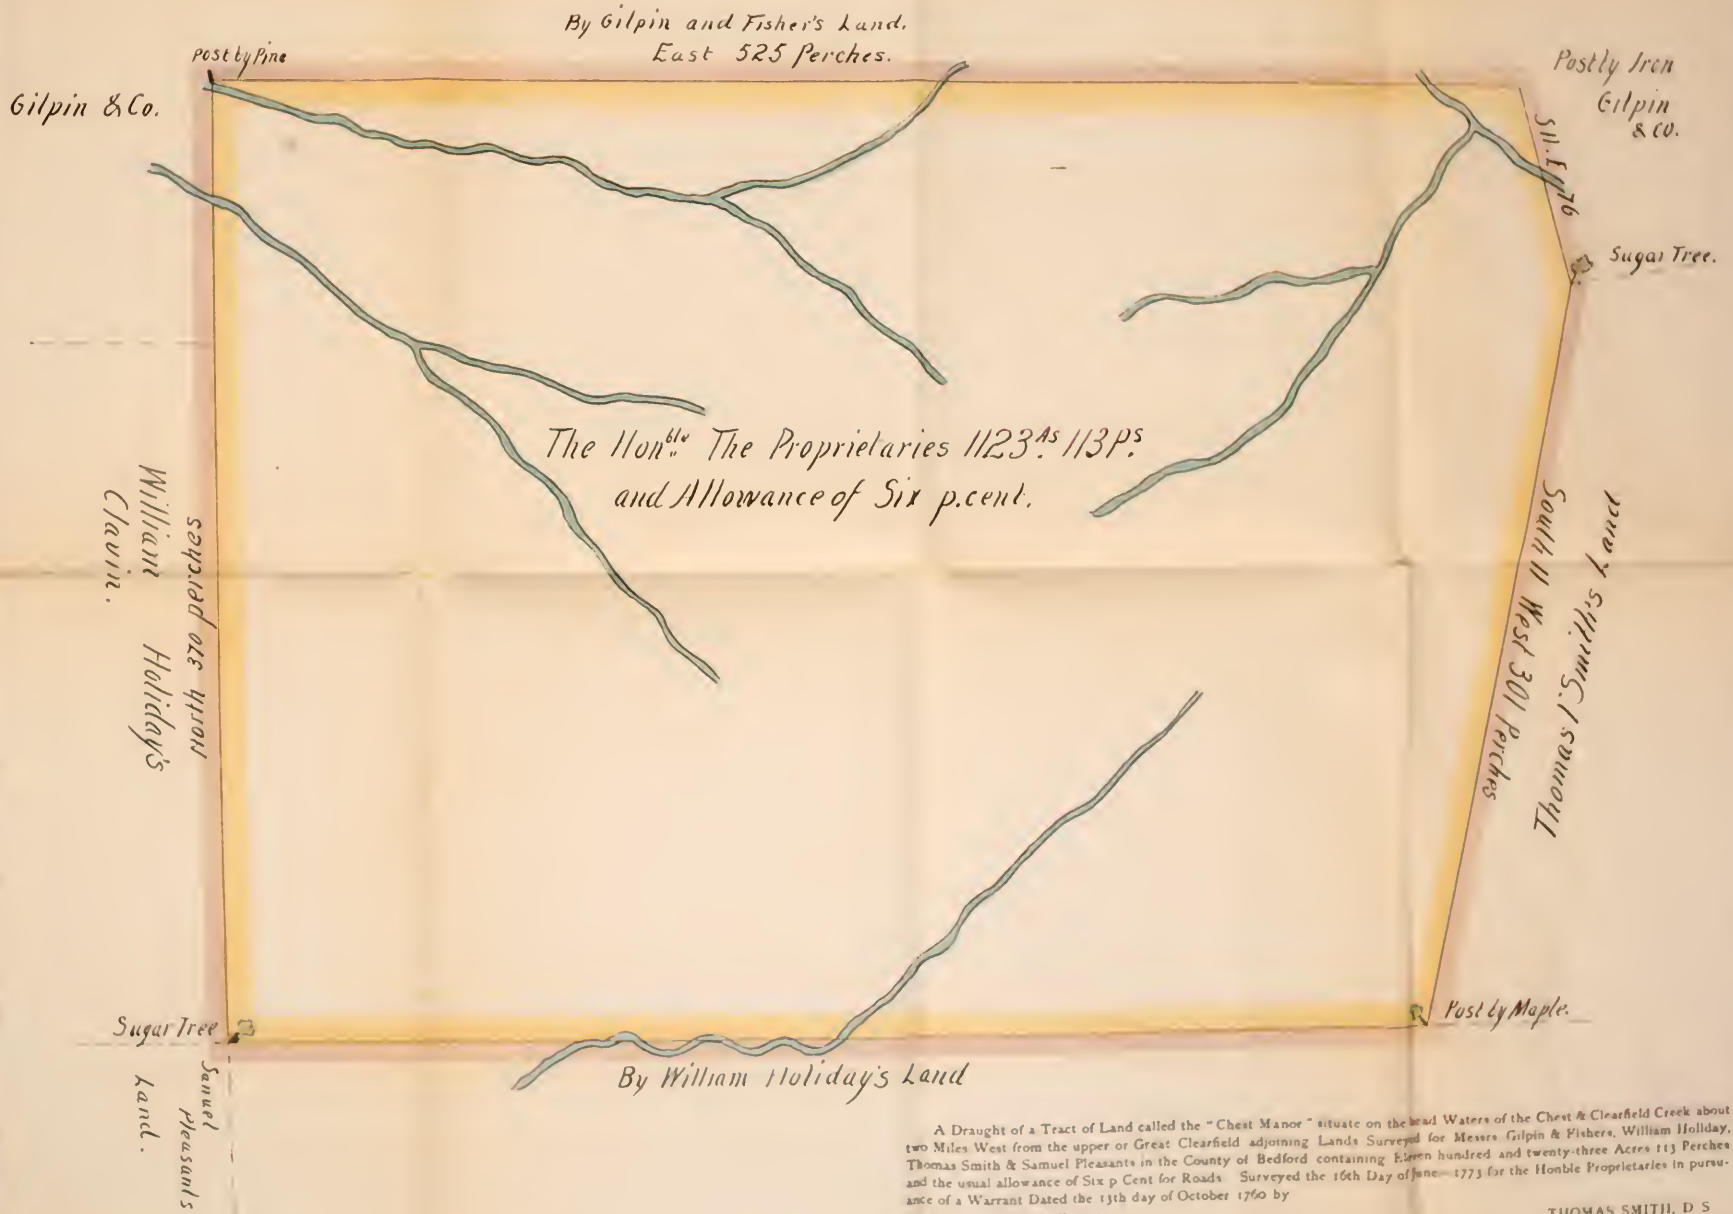 By Gilpin and Fisher's Land.
East 525 Perches.
Post by Pine
Gilpin & Co.
Post by Iron
Gilpin
& CO.
S11. E 176
Sugar Tree.
The Honble The Proprietaries 1123As 113Ps
and Allowance of Six p.cent.
North 370 perches
William Holiday's
Clavin.
South 11 West 301 Perches
Thomas Smith's Land
Sugar Tree
Post by Maple.
By William Holiday's Land
Samuel
Pleasants
Land.
A Draught of a Tract of Land called the "Chest Manor" situate on the head Waters of the Chest & Clearfield Creek about
two Miles West from the upper or Great Clearfield adjoining Lands Surveyed for Messrs Gilpin & Fishers, William Holliday,
Thomas Smith & Samuel Pleasants in the County of Bedford containing Eleven hundred and twenty-three Acres 113 Perches
and the usual allowance of Six p Cent for Roads Surveyed the 16th Day of June 1773 for the Honble Proprietaries in pursu-
ance of a Warrant Dated the 13th day of October 1760 by
THOMAS SMITH, D S